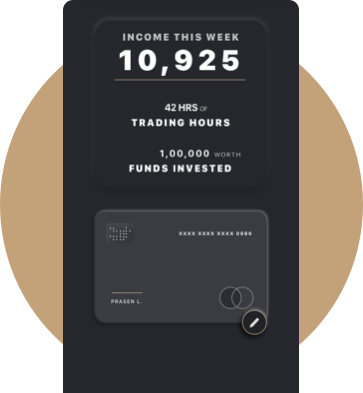 INCOME THIS WEEK
10,925
42 HRS OF
TRADING HOURS
1,00,000 WORTH
FUNDS INVESTED
XXXX XXXX XXXX 0986
PRASEN L.